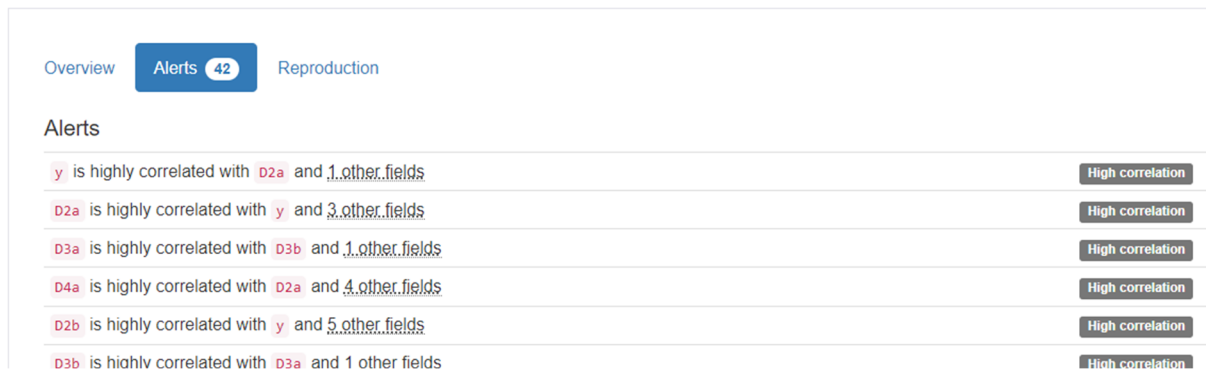 Overview Alerts 42 Reproduction
Alerts
y is highly correlated with D2a and 1 other fields High correlation
D2a is highly correlated with y and 3 other fields High correlation
D3a is highly correlated with D3b and 1 other fields High correlation
D4a is highly correlated with D2a and 4 other fields High correlation
D2b is highly correlated with y and 5 other fields High correlation
D3b is highly correlated with D3a and 1 other fields High correlation